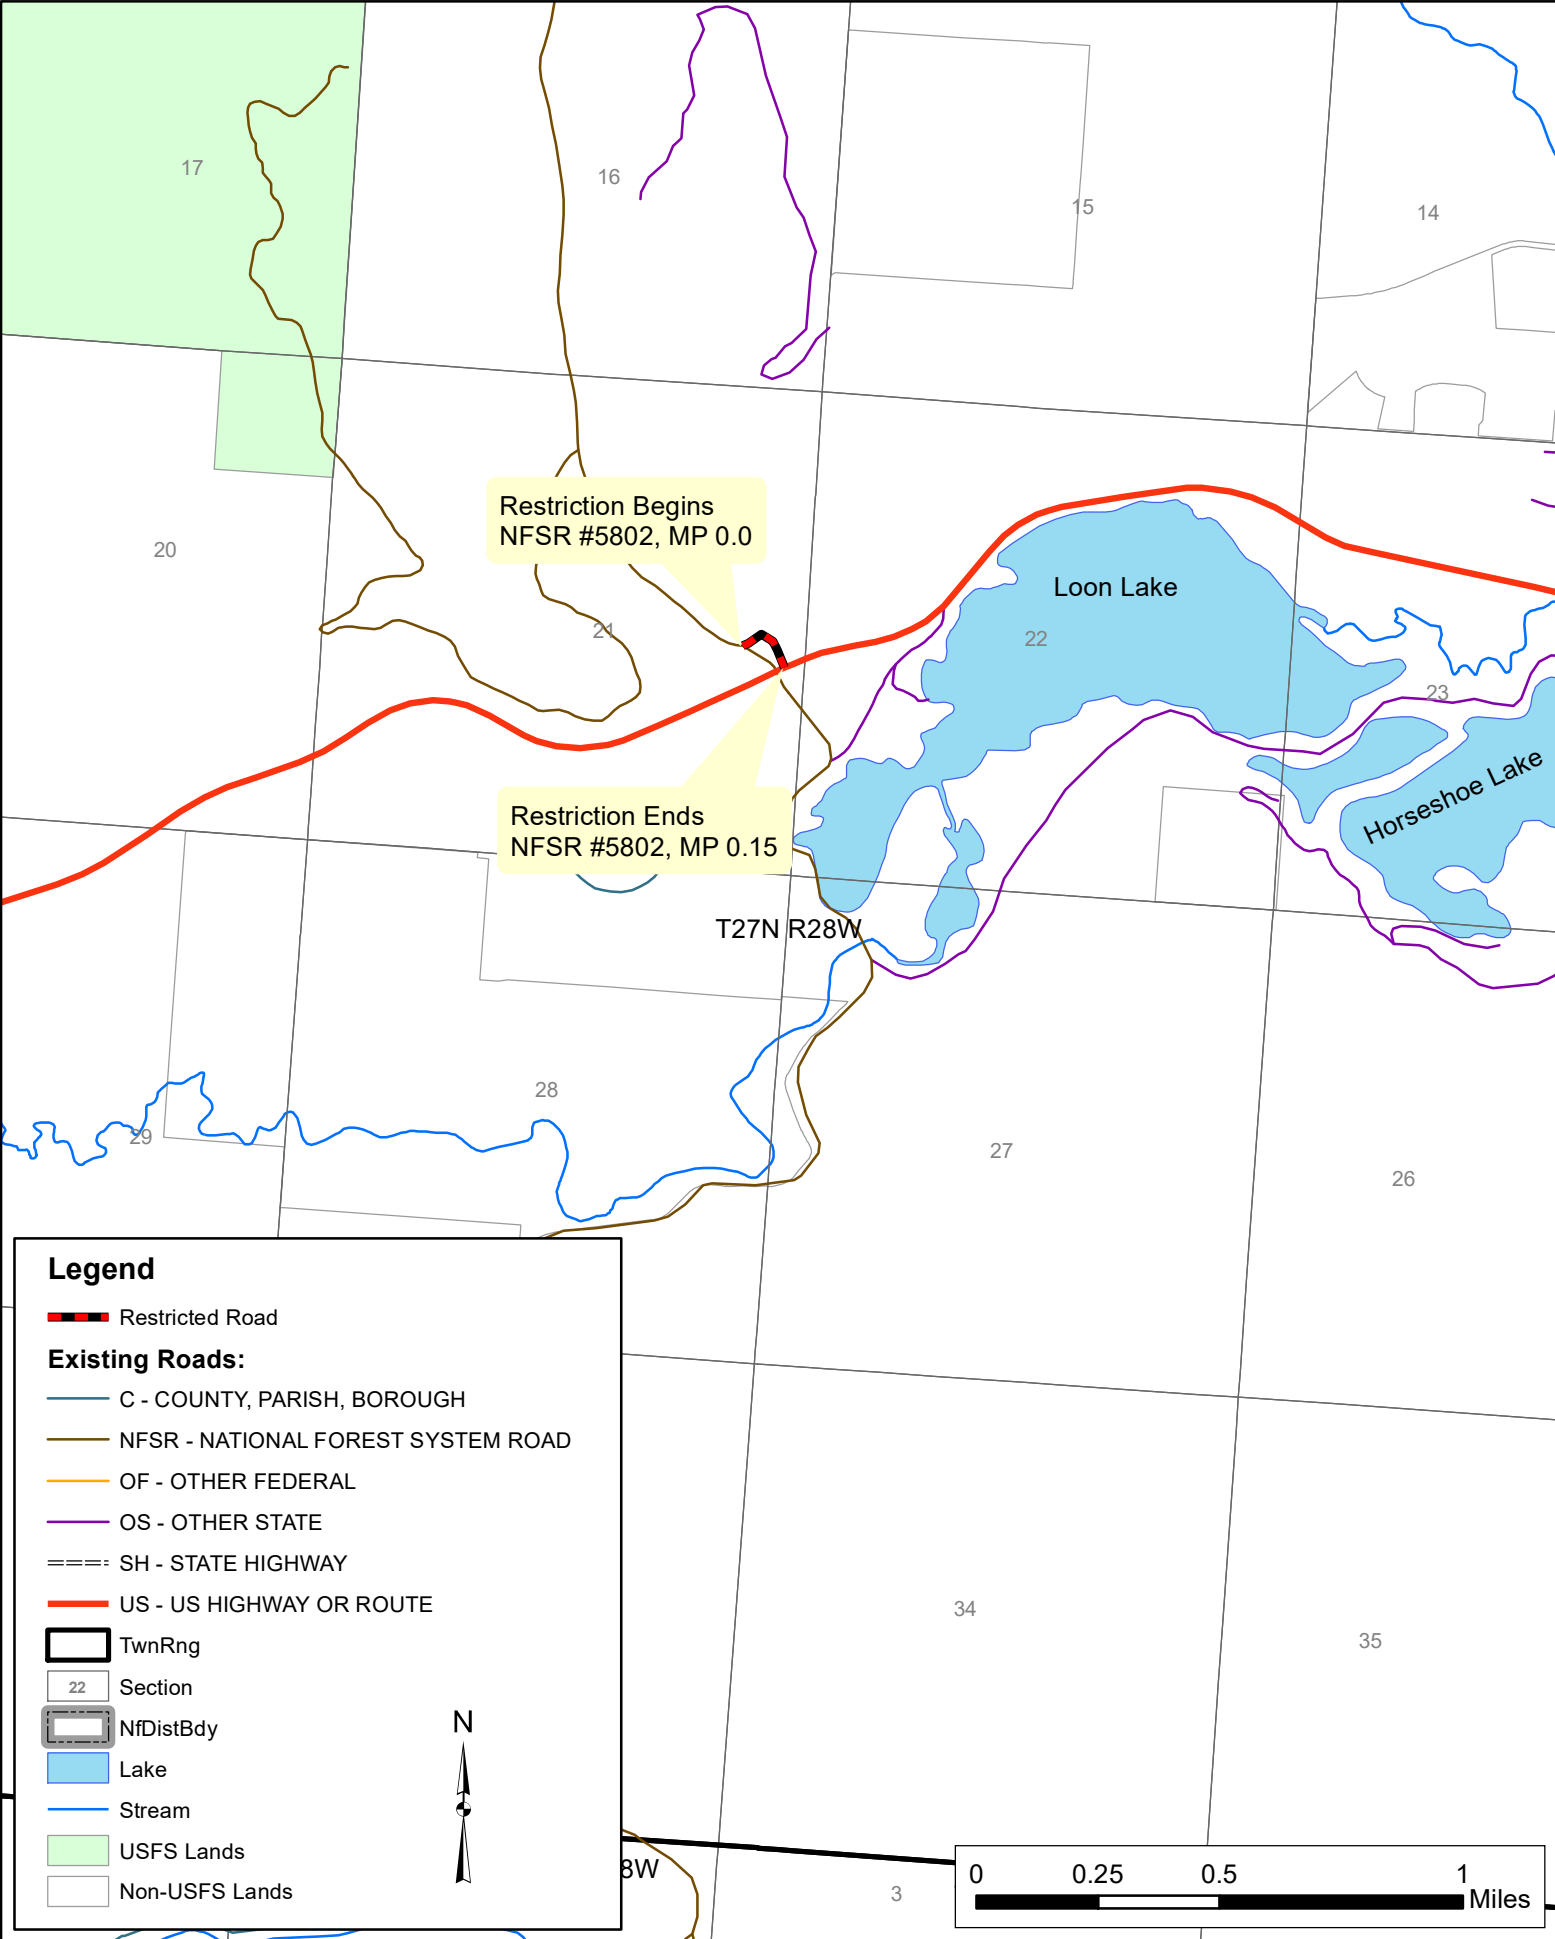 17
16
15
14
Restriction Begins
NFSR #5802, MP 0.0
20
Loon Lake
21
22
23
Horseshoe Lake
Restriction Ends
NFSR #5802, MP 0.15
T27N R28W
28
29
27
26
Legend
Restricted Road
Existing Roads:
C - COUNTY, PARISH, BOROUGH
NFSR - NATIONAL FOREST SYSTEM ROAD
OF - OTHER FEDERAL
OS - OTHER STATE
SH - STATE HIGHWAY
US - US HIGHWAY OR ROUTE
TwnRng
22 Section
NfDistBdy
Lake
Stream
USFS Lands
Non-USFS Lands
N
34
35
8W
3
0 0.25 0.5 1
Miles